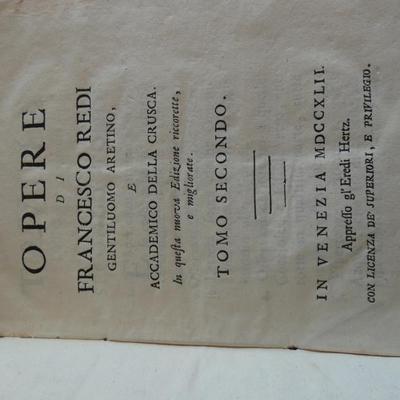 OPERE
DI
FRANCESCO REDI
GENTILUOMO ARETINO,
E
ACCADEMICO DELLA CRUSCA.
In queſta nuova Edizione riccorette,
e migliorate.
TOMO SECONDO.
IN VENEZIA MDCCXLII.
Appreſſo gl'Eredi Hertz.
CON LICENZA DE' SUPERIORI, E PRIVILEGIO.